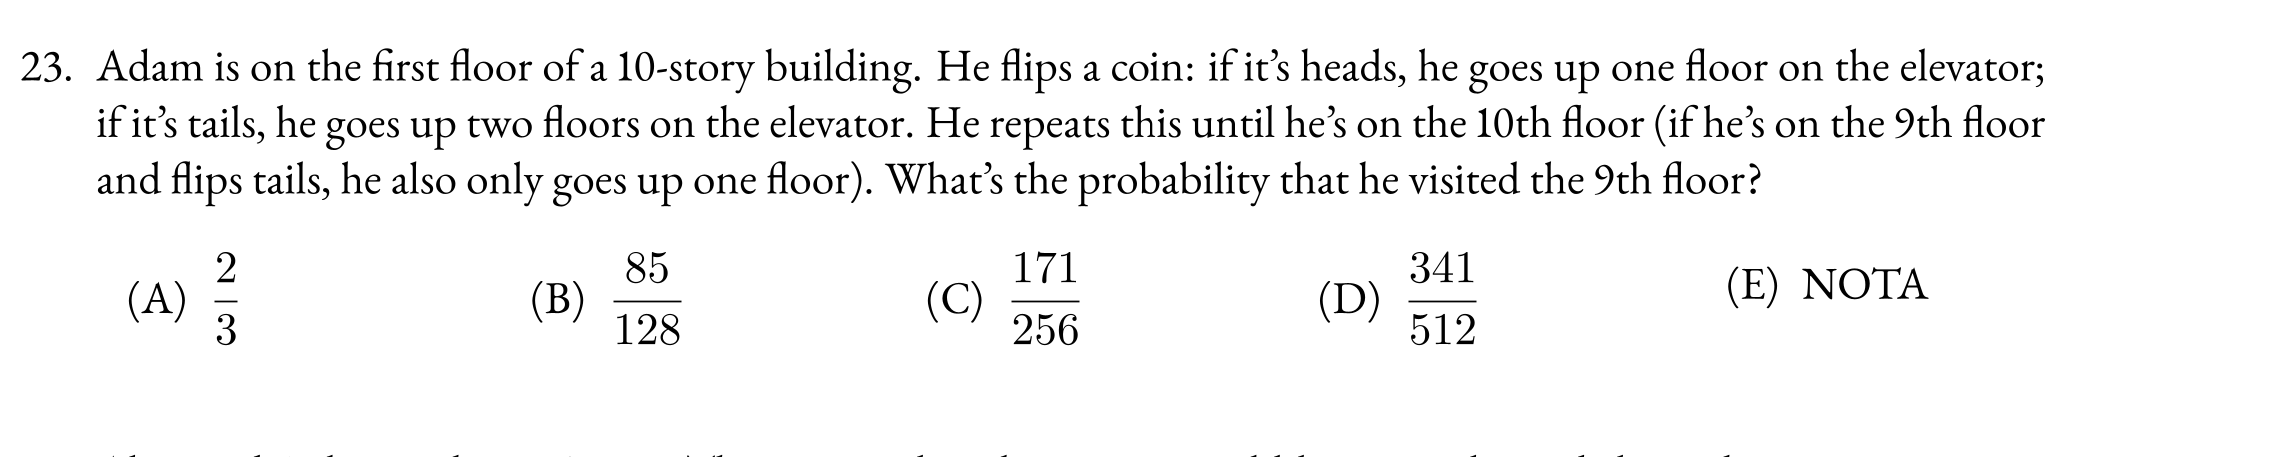 23. Adam is on the first floor of a 10-story building. He flips a coin: if it's heads, he goes up one floor on the elevator;
if it's tails, he goes up two floors on the elevator. He repeats this until he's on the 10th floor (if he's on the 9th floor
and flips tails, he also only goes up one floor). What's the probability that he visited the 9th floor?
(A) 2/3 (B) 85/128 (C) 171/256 (D) 341/512 (E) NOTA